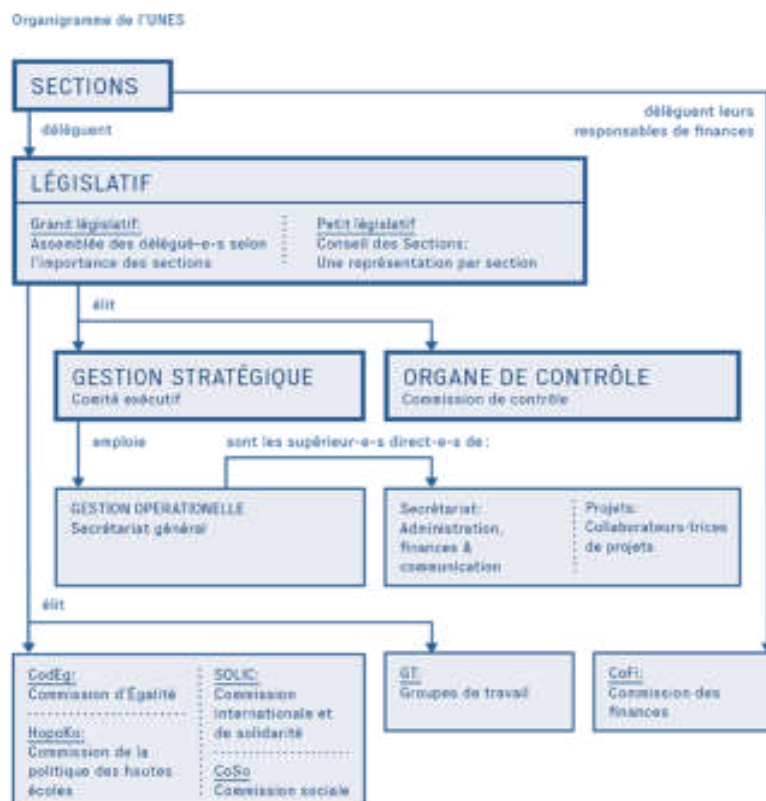 Organigramme de l'UNES
SECTIONS
délèguent
délèguent leurs
responsables de finances
LÉGISLATIF
Grand législatif:
Assemblée des délégué-e-s selon
l'importance des sections
Petit législatif
Conseil des Sections:
Une représentation par section
élit
GESTION STRATÉGIQUE
Comité exécutif
ORGANE DE CONTRÔLE
Commission de contrôle
emploie
sont les supérieur-e-s direct-e-s de:
GESTION OPERATIONELLE
Secrétariat général
Secrétariat:
Administration,
finances &
communication
Projets:
Collaborateurs-trices
de projets
élit
CodEg:
Commission d'Égalité
HopoKo:
Commission de la
politique des hautes
écoles
SOLIC:
Commission
internationale et
de solidarité
CoSo
Commission sociale
GT:
Groupes de travail
CoFi:
Commission des
finances